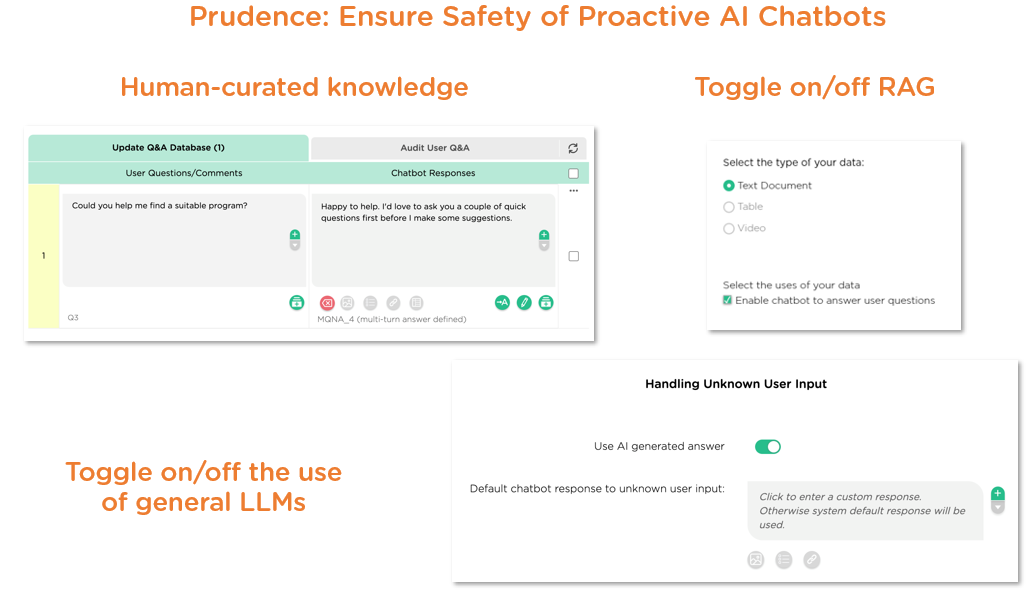 Prudence: Ensure Safety of Proactive AI Chatbots
Human-curated knowledge
Toggle on/off RAG
Update Q&A Database (1)
Audit User Q&A
User Questions/Comments
Chatbot Responses
1
Could you help me find a suitable program?
Happy to help. I'd love to ask you a couple of quick
questions first before I make some suggestions.
Q3
MQNA_4 (multi-turn answer defined)
Select the type of your data:
Text Document
Table
Video
Select the uses of your data
Enable chatbot to answer user questions
Toggle on/off the use
of general LLMs
Handling Unknown User Input
Use AI generated answer
Default chatbot response to unknown user input:
Click to enter a custom response.
Otherwise system default response will be
used.